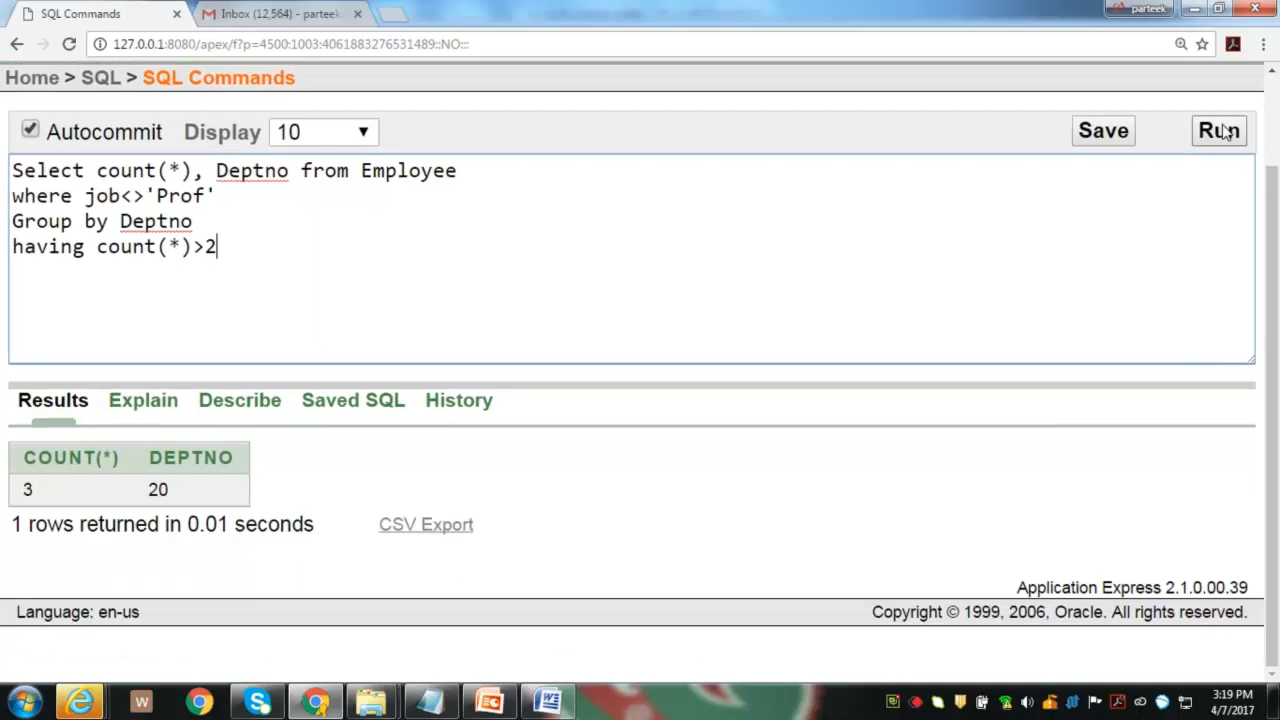 SQL Commands
Inbox (12,564) - parteek
parteek
127.0.0.1:8080/apex/f?p=4500:1003:4061883276531489::NO:::
Home > SQL > SQL Commands
Autocommit Display 10 Save Run
Select count(*), Deptno from Employee
where job<>'Prof'
Group by Deptno
having count(*)>2
Results Explain Describe Saved SQL History
COUNT(*) DEPTNO
3 20
1 rows returned in 0.01 seconds CSV Export
Application Express 2.1.0.00.39
Language: en-us Copyright © 1999, 2006, Oracle. All rights reserved.
W
3:19 PM
4/7/2017